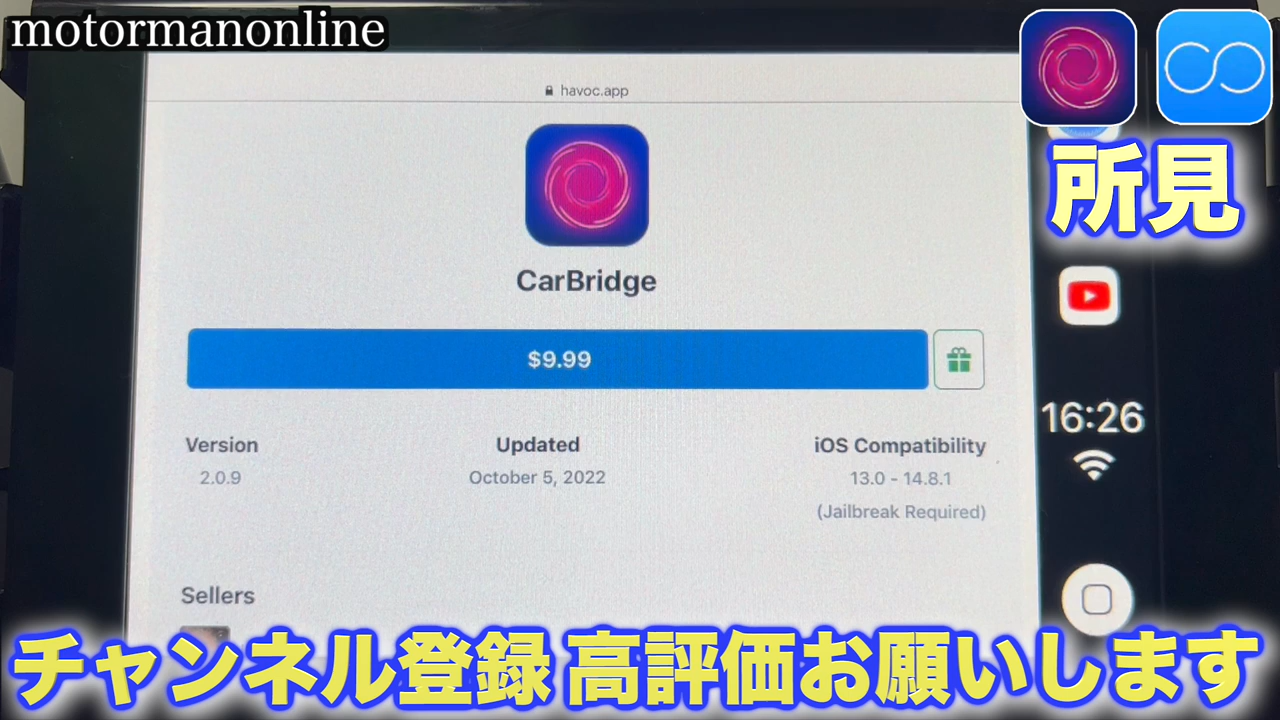 motormanonline
havoc.app
所見
CarBridge
$9.99
16:26
Version
Updated
iOS Compatibility
2.0.9
October 5, 2022
13.0 - 14.8.1
(Jailbreak Required)
Sellers
チャンネル登録 高評価お願いします